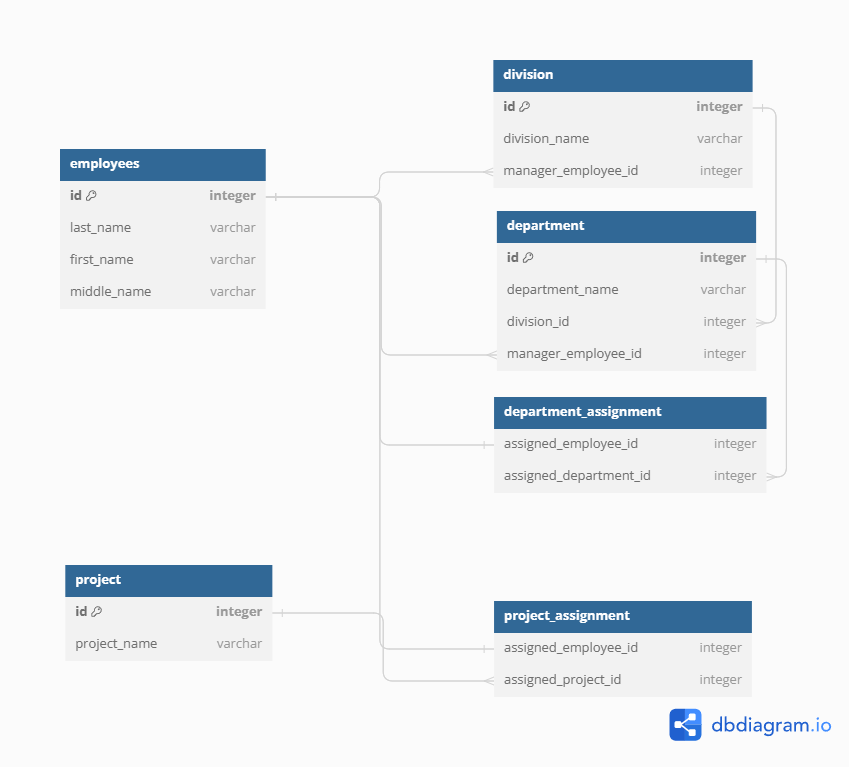 employees
id integer
last_name varchar
first_name varchar
middle_name varchar
division
id integer
division_name varchar
manager_employee_id integer
department
id integer
department_name varchar
division_id integer
manager_employee_id integer
department_assignment
assigned_employee_id integer
assigned_department_id integer
project
id integer
project_name varchar
project_assignment
assigned_employee_id integer
assigned_project_id integer
dbdiagram.io